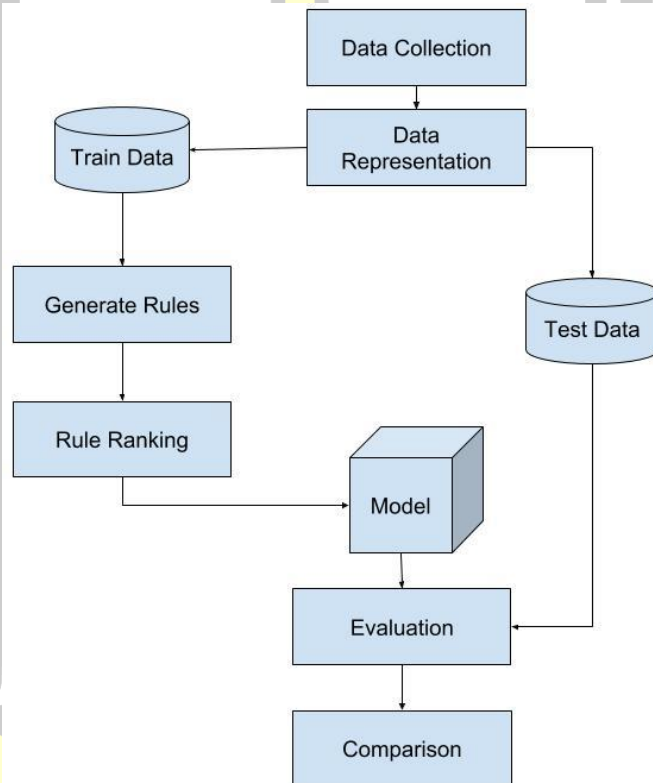 Data Collection
Data
Representation
Train Data
Generate Rules
Test Data
Rule Ranking
Model
Evaluation
Comparison